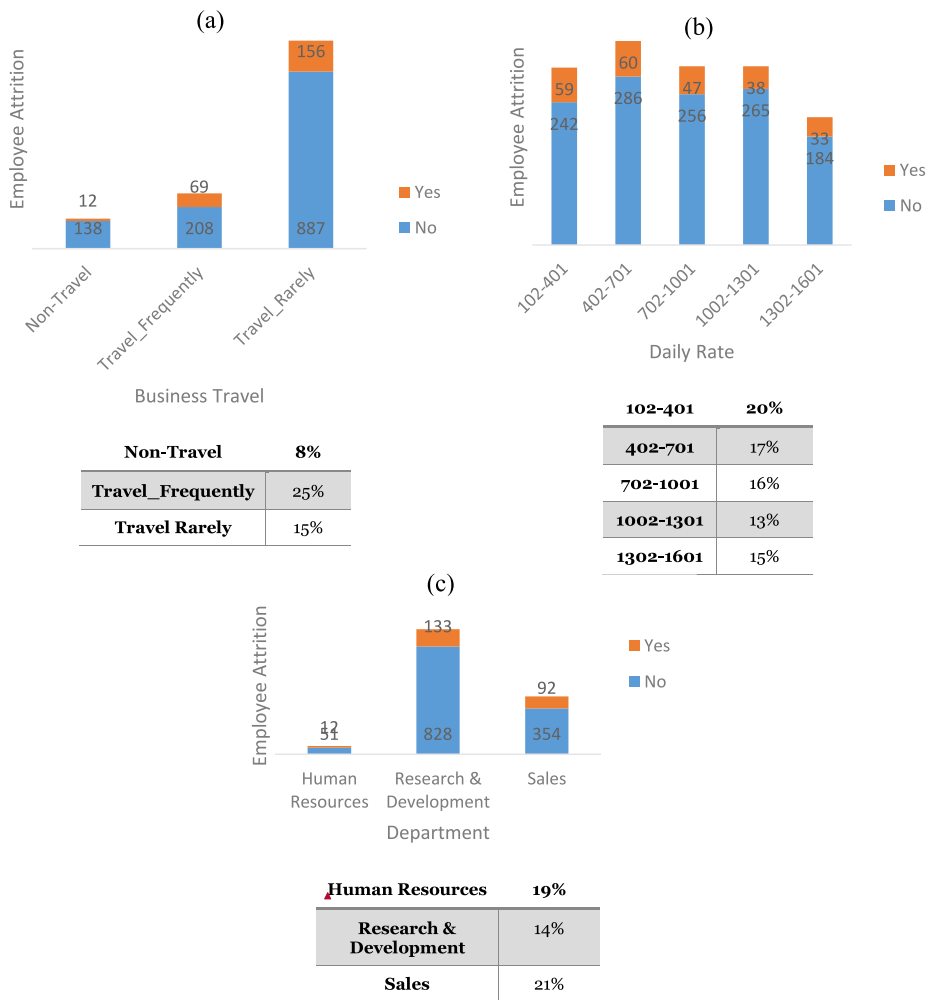 (a)
Employee Attrition
156
69
12
138
208
887
Yes
No
Non-Travel
Travel_Frequently
Travel_Rarely
Business Travel
Non-Travel 8%
Travel_Frequently 25%
Travel Rarely 15%
(b)
Employee Attrition
59
60
47
38
33
242
286
256
265
184
Yes
No
102-401
402-701
702-1001
1002-1301
1302-1601
Daily Rate
102-401 20%
402-701 17%
702-1001 16%
1002-1301 13%
1302-1601 15%
(c)
Employee Attrition
133
92
12
51
828
354
Yes
No
Human
Resources
Research &
Development
Sales
Department
Human Resources 19%
Research &
Development 14%
Sales 21%